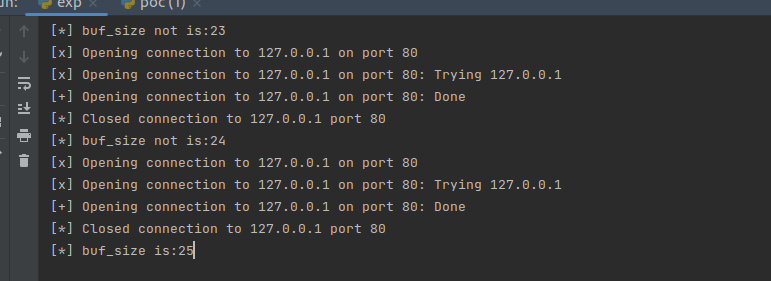 un: exp × poc (1) ×
[*] buf_size not is:23
[x] Opening connection to 127.0.0.1 on port 80
[x] Opening connection to 127.0.0.1 on port 80: Trying 127.0.0.1
[+] Opening connection to 127.0.0.1 on port 80: Done
[*] Closed connection to 127.0.0.1 port 80
[*] buf_size not is:24
[x] Opening connection to 127.0.0.1 on port 80
[x] Opening connection to 127.0.0.1 on port 80: Trying 127.0.0.1
[+] Opening connection to 127.0.0.1 on port 80: Done
[*] Closed connection to 127.0.0.1 port 80
[*] buf_size is:25